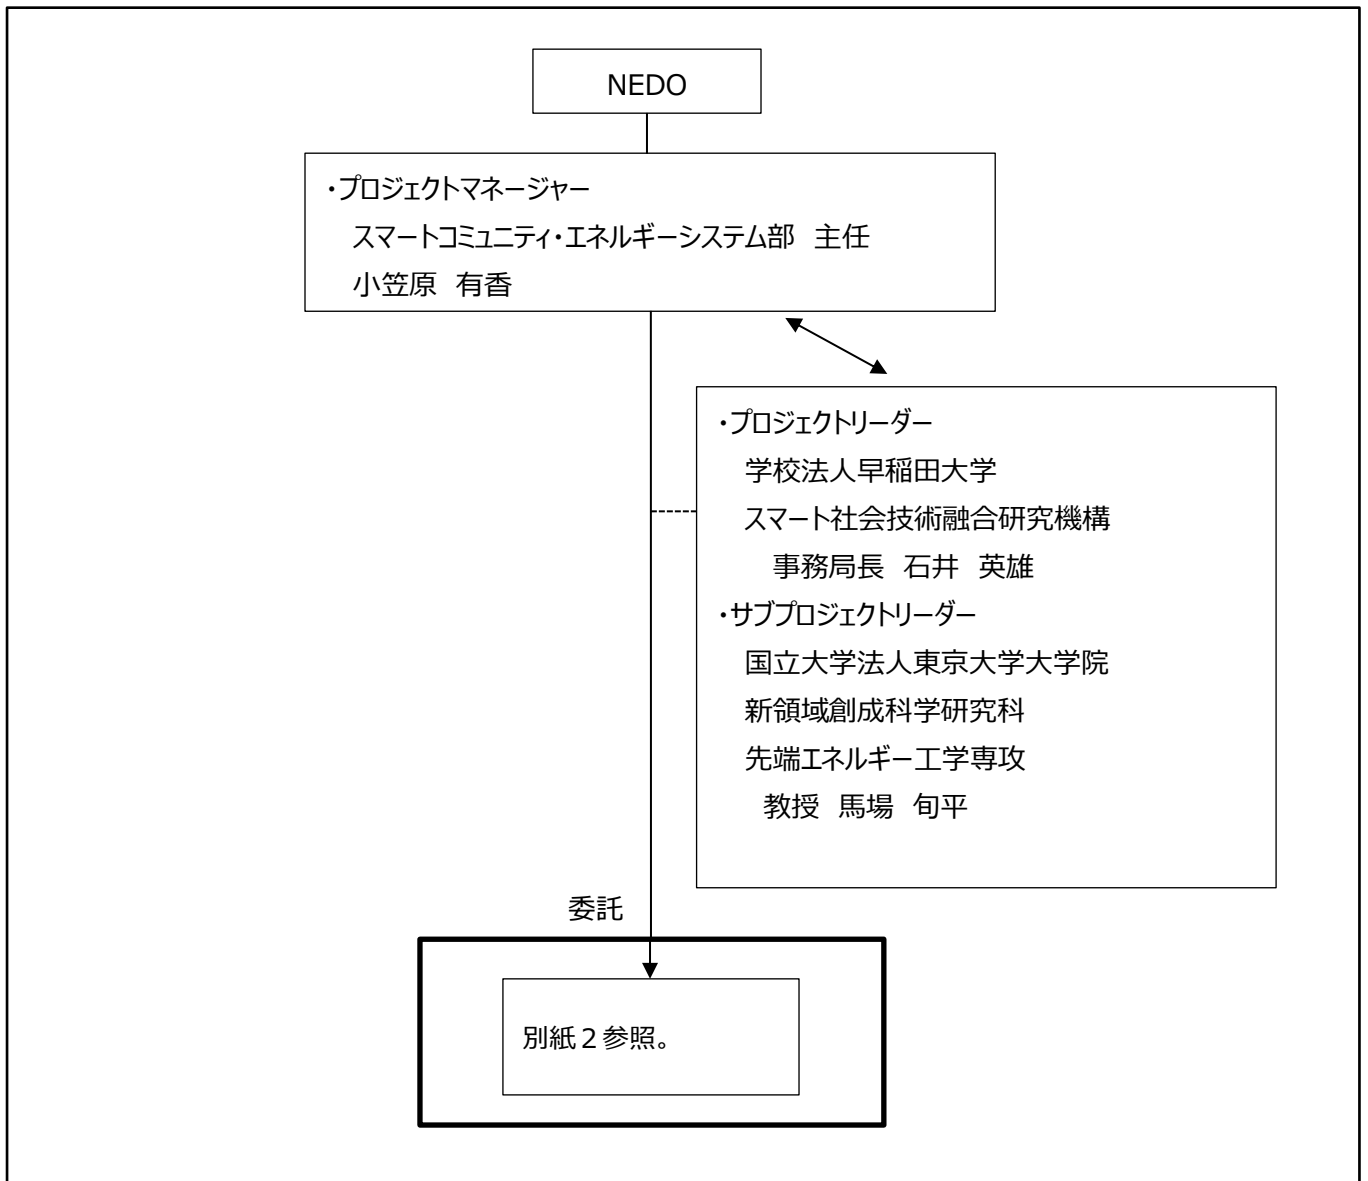 NEDO
・プロジェクトマネージャー
スマートコミュニティ・エネルギーシステム部　主任
小笠原　有香
・プロジェクトリーダー
学校法人早稲田大学
スマート社会技術融合研究機構
事務局長　石井　英雄
・サブプロジェクトリーダー
国立大学法人東京大学大学院
新領域創成科学研究科
先端エネルギー工学専攻
教授　馬場　旬平
委託
別紙２参照。